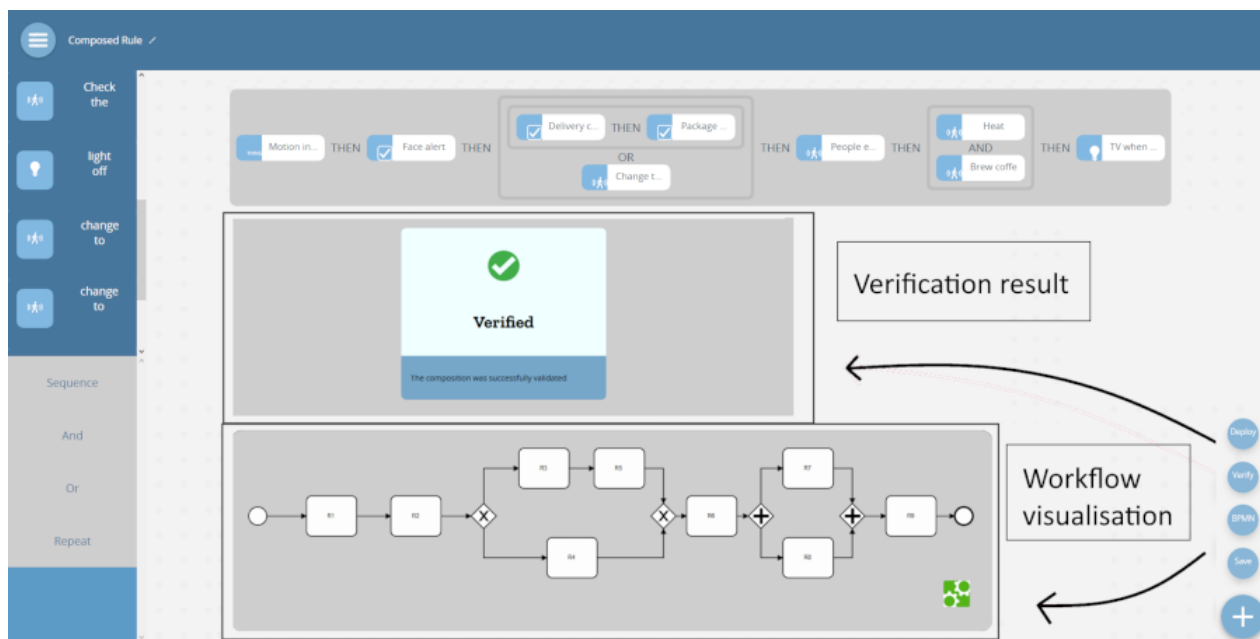 Composed Rule
Check
the
light
off
change
to
change
to
Sequence
And
Or
Repeat
Motion in... THEN Face alert THEN
Delivery c... THEN Package ...
OR
Change t...
THEN People e... THEN
Heat
AND
Brew coffe
THEN TV when ...
Verified
The composition was successfully validated
Verification result
Workflow
visualisation
R1
R2
X
R3
R5
R4
X
R7
R9
Deploy
Verify
BPMN
Save